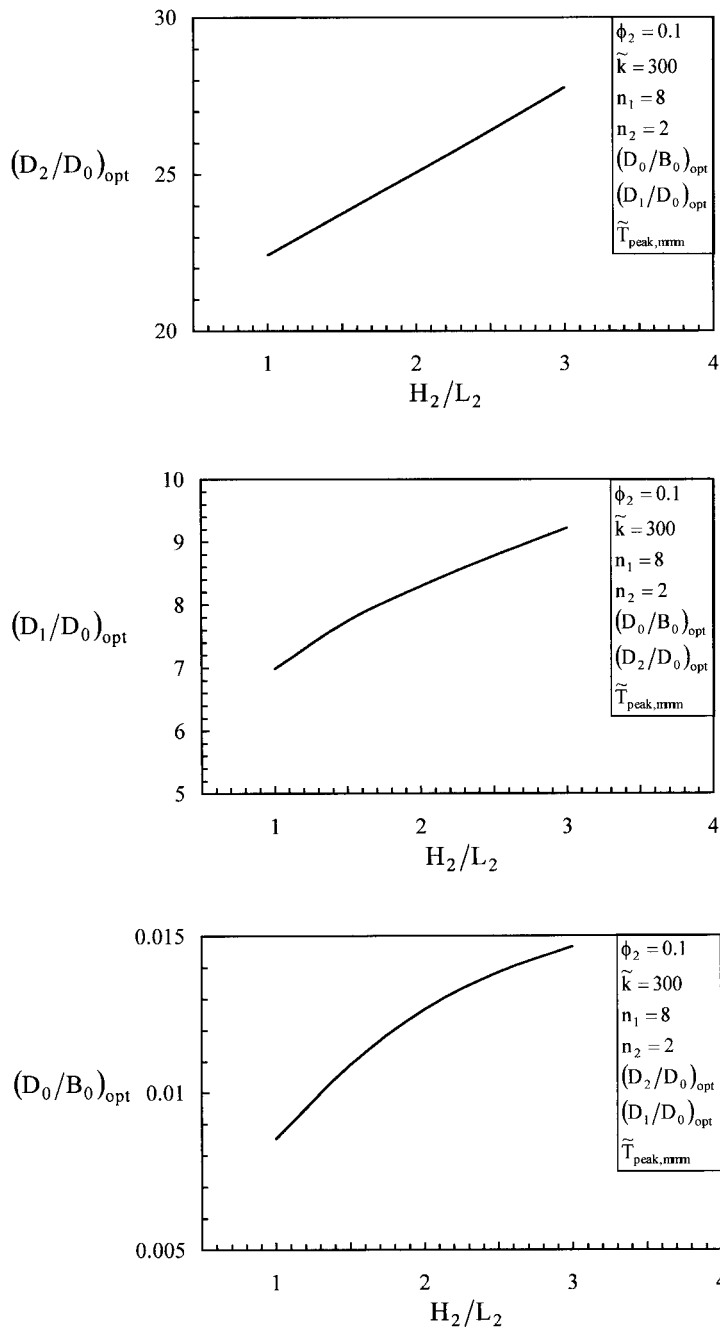 30
25
20
(D₂/D₀)opt
1 2 3 4
H₂/L₂
ϕ₂ = 0.1
k̃ = 300
n₁ = 8
n₂ = 2
(D₀/B₀)opt
(D₁/D₀)opt
T̃peak,mmm
10
9
8
7
6
5
(D₁/D₀)opt
1 2 3 4
H₂/L₂
ϕ₂ = 0.1
k̃ = 300
n₁ = 8
n₂ = 2
(D₀/B₀)opt
(D₂/D₀)opt
T̃peak,mmm
0.015
0.01
0.005
(D₀/B₀)opt
1 2 3 4
H₂/L₂
ϕ₂ = 0.1
k̃ = 300
n₁ = 8
n₂ = 2
(D₂/D₀)opt
(D₁/D₀)opt
T̃peak,mmm